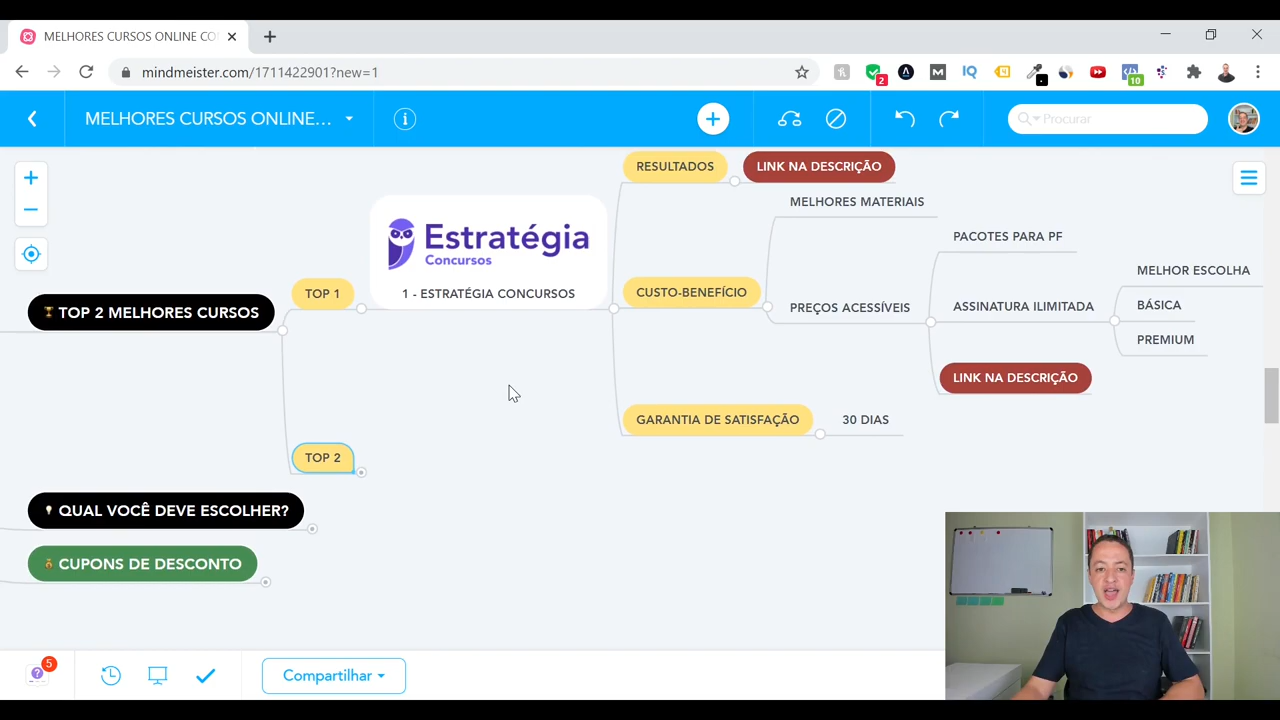 MELHORES CURSOS ONLINE CO
mindmeister.com/1711422901?new=1
2
10
MELHORES CURSOS ONLINE...
Procurar
RESULTADOS
LINK NA DESCRIÇÃO
MELHORES MATERIAIS
Estratégia
Concursos
PACOTES PARA PF
MELHOR ESCOLHA
TOP 1
1 - ESTRATÉGIA CONCURSOS
CUSTO-BENEFÍCIO
PREÇOS ACESSÍVEIS
ASSINATURA ILIMITADA
BÁSICA
🏆 TOP 2 MELHORES CURSOS
PREMIUM
LINK NA DESCRIÇÃO
GARANTIA DE SATISFAÇÃO
30 DIAS
TOP 2
💡 QUAL VOCÊ DEVE ESCOLHER?
💰 CUPONS DE DESCONTO
5
Compartilhar